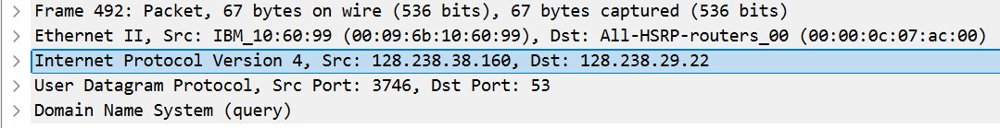 Frame 492: Packet, 67 bytes on wire (536 bits), 67 bytes captured (536 bits)
Ethernet II, Src: IBM_10:60:99 (00:09:6b:10:60:99), Dst: All-HSRP-routers_00 (00:00:0c:07:ac:00)
Internet Protocol Version 4, Src: 128.238.38.160, Dst: 128.238.29.22
User Datagram Protocol, Src Port: 3746, Dst Port: 53
Domain Name System (query)